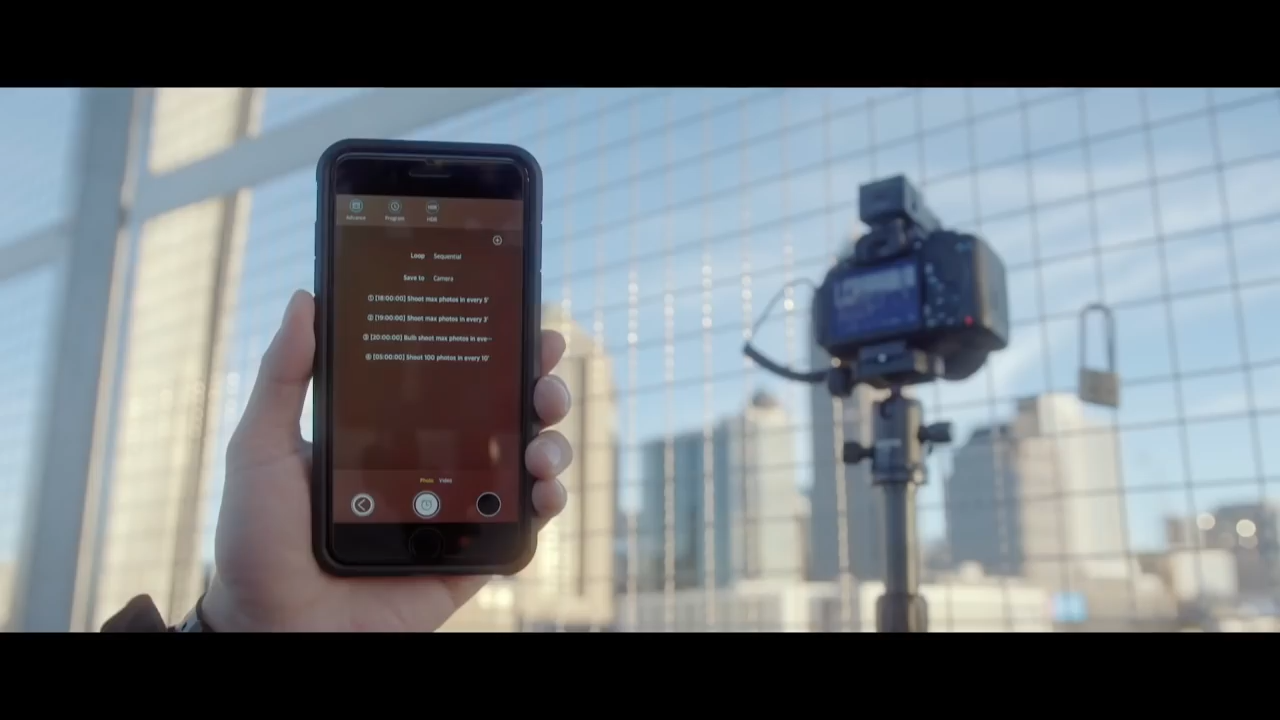 Advanced Program HDR
Loop Sequential
Save to Camera
① [18:00:00] Shoot max photos in every 5"
② [19:00:00] Shoot max photos in every 3"
③ [20:00:00] Bulb shoot max photos in eve...
④ [05:00:00] Shoot 100 photos in every 10"
Photo Video